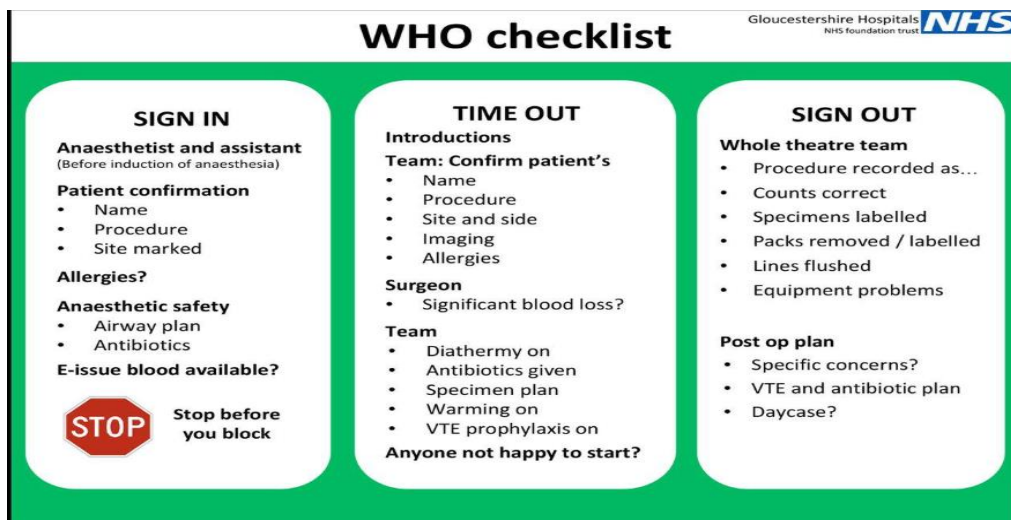 WHO checklist
Gloucestershire Hospitals
NHS foundation trust
NHS
SIGN IN
Anaesthetist and assistant
(Before induction of anaesthesia)
Patient confirmation
• Name
• Procedure
• Site marked
Allergies?
Anaesthetic safety
• Airway plan
• Antibiotics
E-issue blood available?
STOP
Stop before
you block
TIME OUT
Introductions
Team: Confirm patient's
• Name
• Procedure
• Site and side
• Imaging
• Allergies
Surgeon
• Significant blood loss?
Team
• Diathermy on
• Antibiotics given
• Specimen plan
• Warming on
• VTE prophylaxis on
Anyone not happy to start?
SIGN OUT
Whole theatre team
• Procedure recorded as...
• Counts correct
• Specimens labelled
• Packs removed / labelled
• Lines flushed
• Equipment problems
Post op plan
• Specific concerns?
• VTE and antibiotic plan
• Daycase?